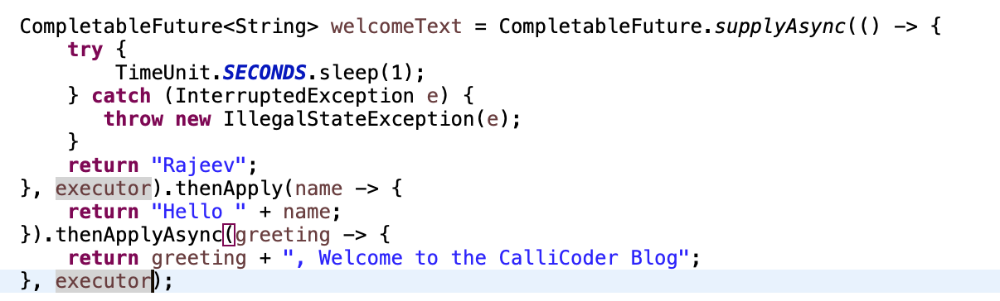 CompletableFuture<String> welcomeText = CompletableFuture.supplyAsync(() -> {
    try {
        TimeUnit.SECONDS.sleep(1);
    } catch (InterruptedException e) {
       throw new IllegalStateException(e);
    }
    return "Rajeev";
}, executor).thenApply(name -> {
    return "Hello " + name;
}).thenApplyAsync(greeting -> {
    return greeting + ", Welcome to the CalliCoder Blog";
}, executor);